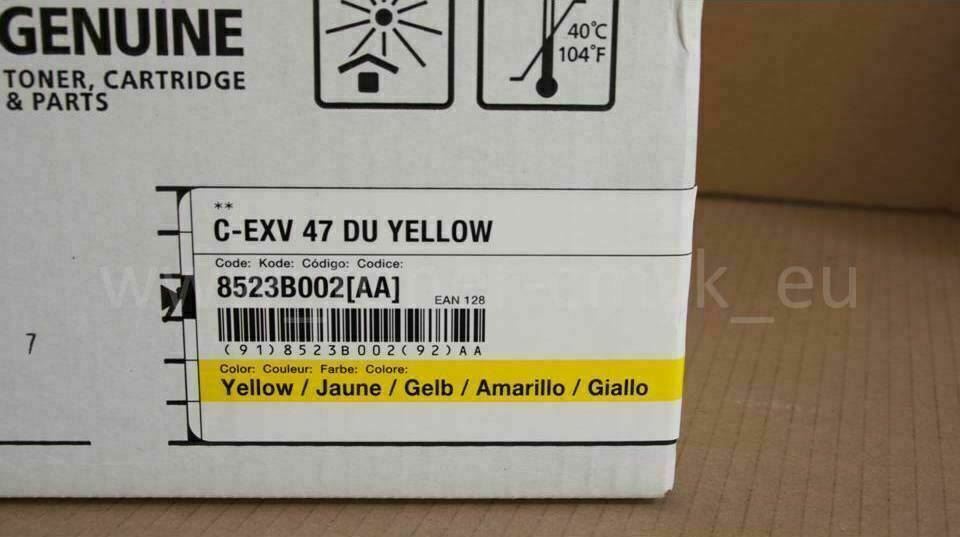 GENUINE
TONER, CARTRIDGE
& PARTS
40°C
104°F
**
C-EXV 47 DU YELLOW
Code: Kode: Código: Codice:
8523B002[AA]
EAN 128
(91)8523B002(92)AA
7
Color: Couleur: Farbe: Colore:
Yellow / Jaune / Gelb / Amarillo / Giallo